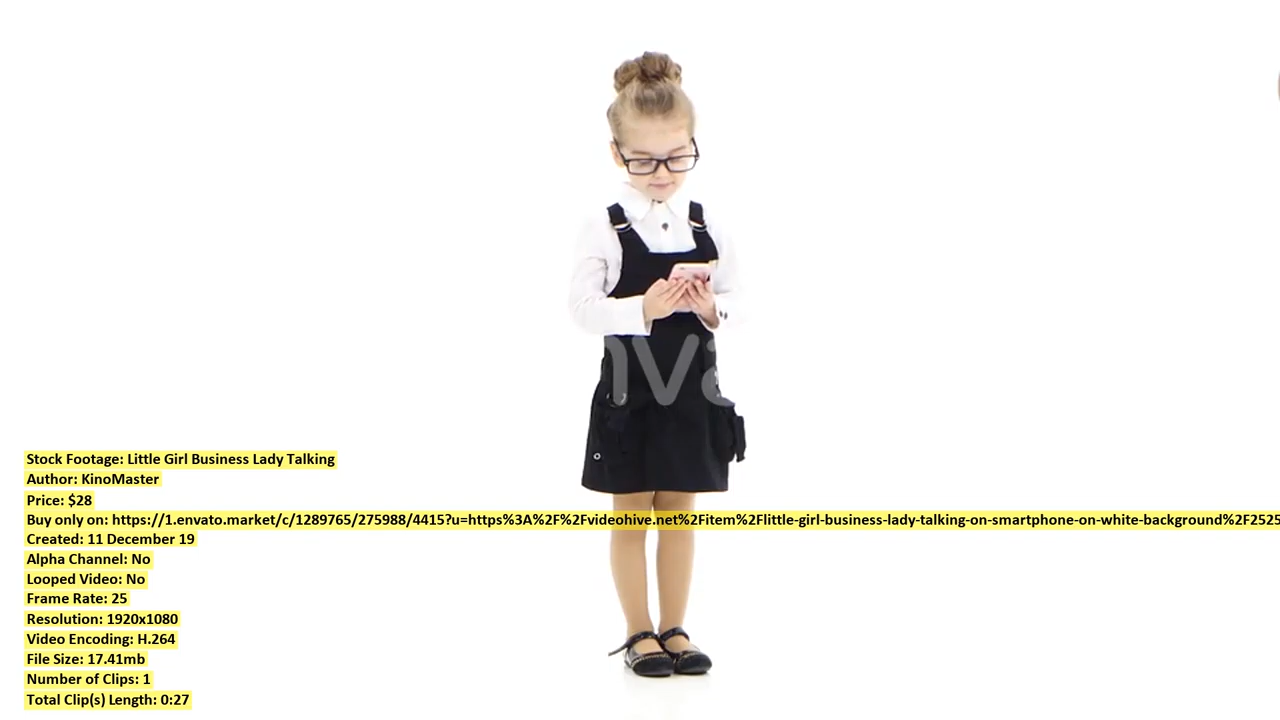 nva
Stock Footage: Little Girl Business Lady Talking
Author: KinoMaster
Price: $28
Buy only on: https://1.envato.market/c/1289765/275988/4415?u=https%3A%2F%2Fvideohive.net%2Fitem%2Flittle-girl-business-lady-talking-on-smartphone-on-white-background%2F2525
Created: 11 December 19
Alpha Channel: No
Looped Video: No
Frame Rate: 25
Resolution: 1920x1080
Video Encoding: H.264
File Size: 17.41mb
Number of Clips: 1
Total Clip(s) Length: 0:27